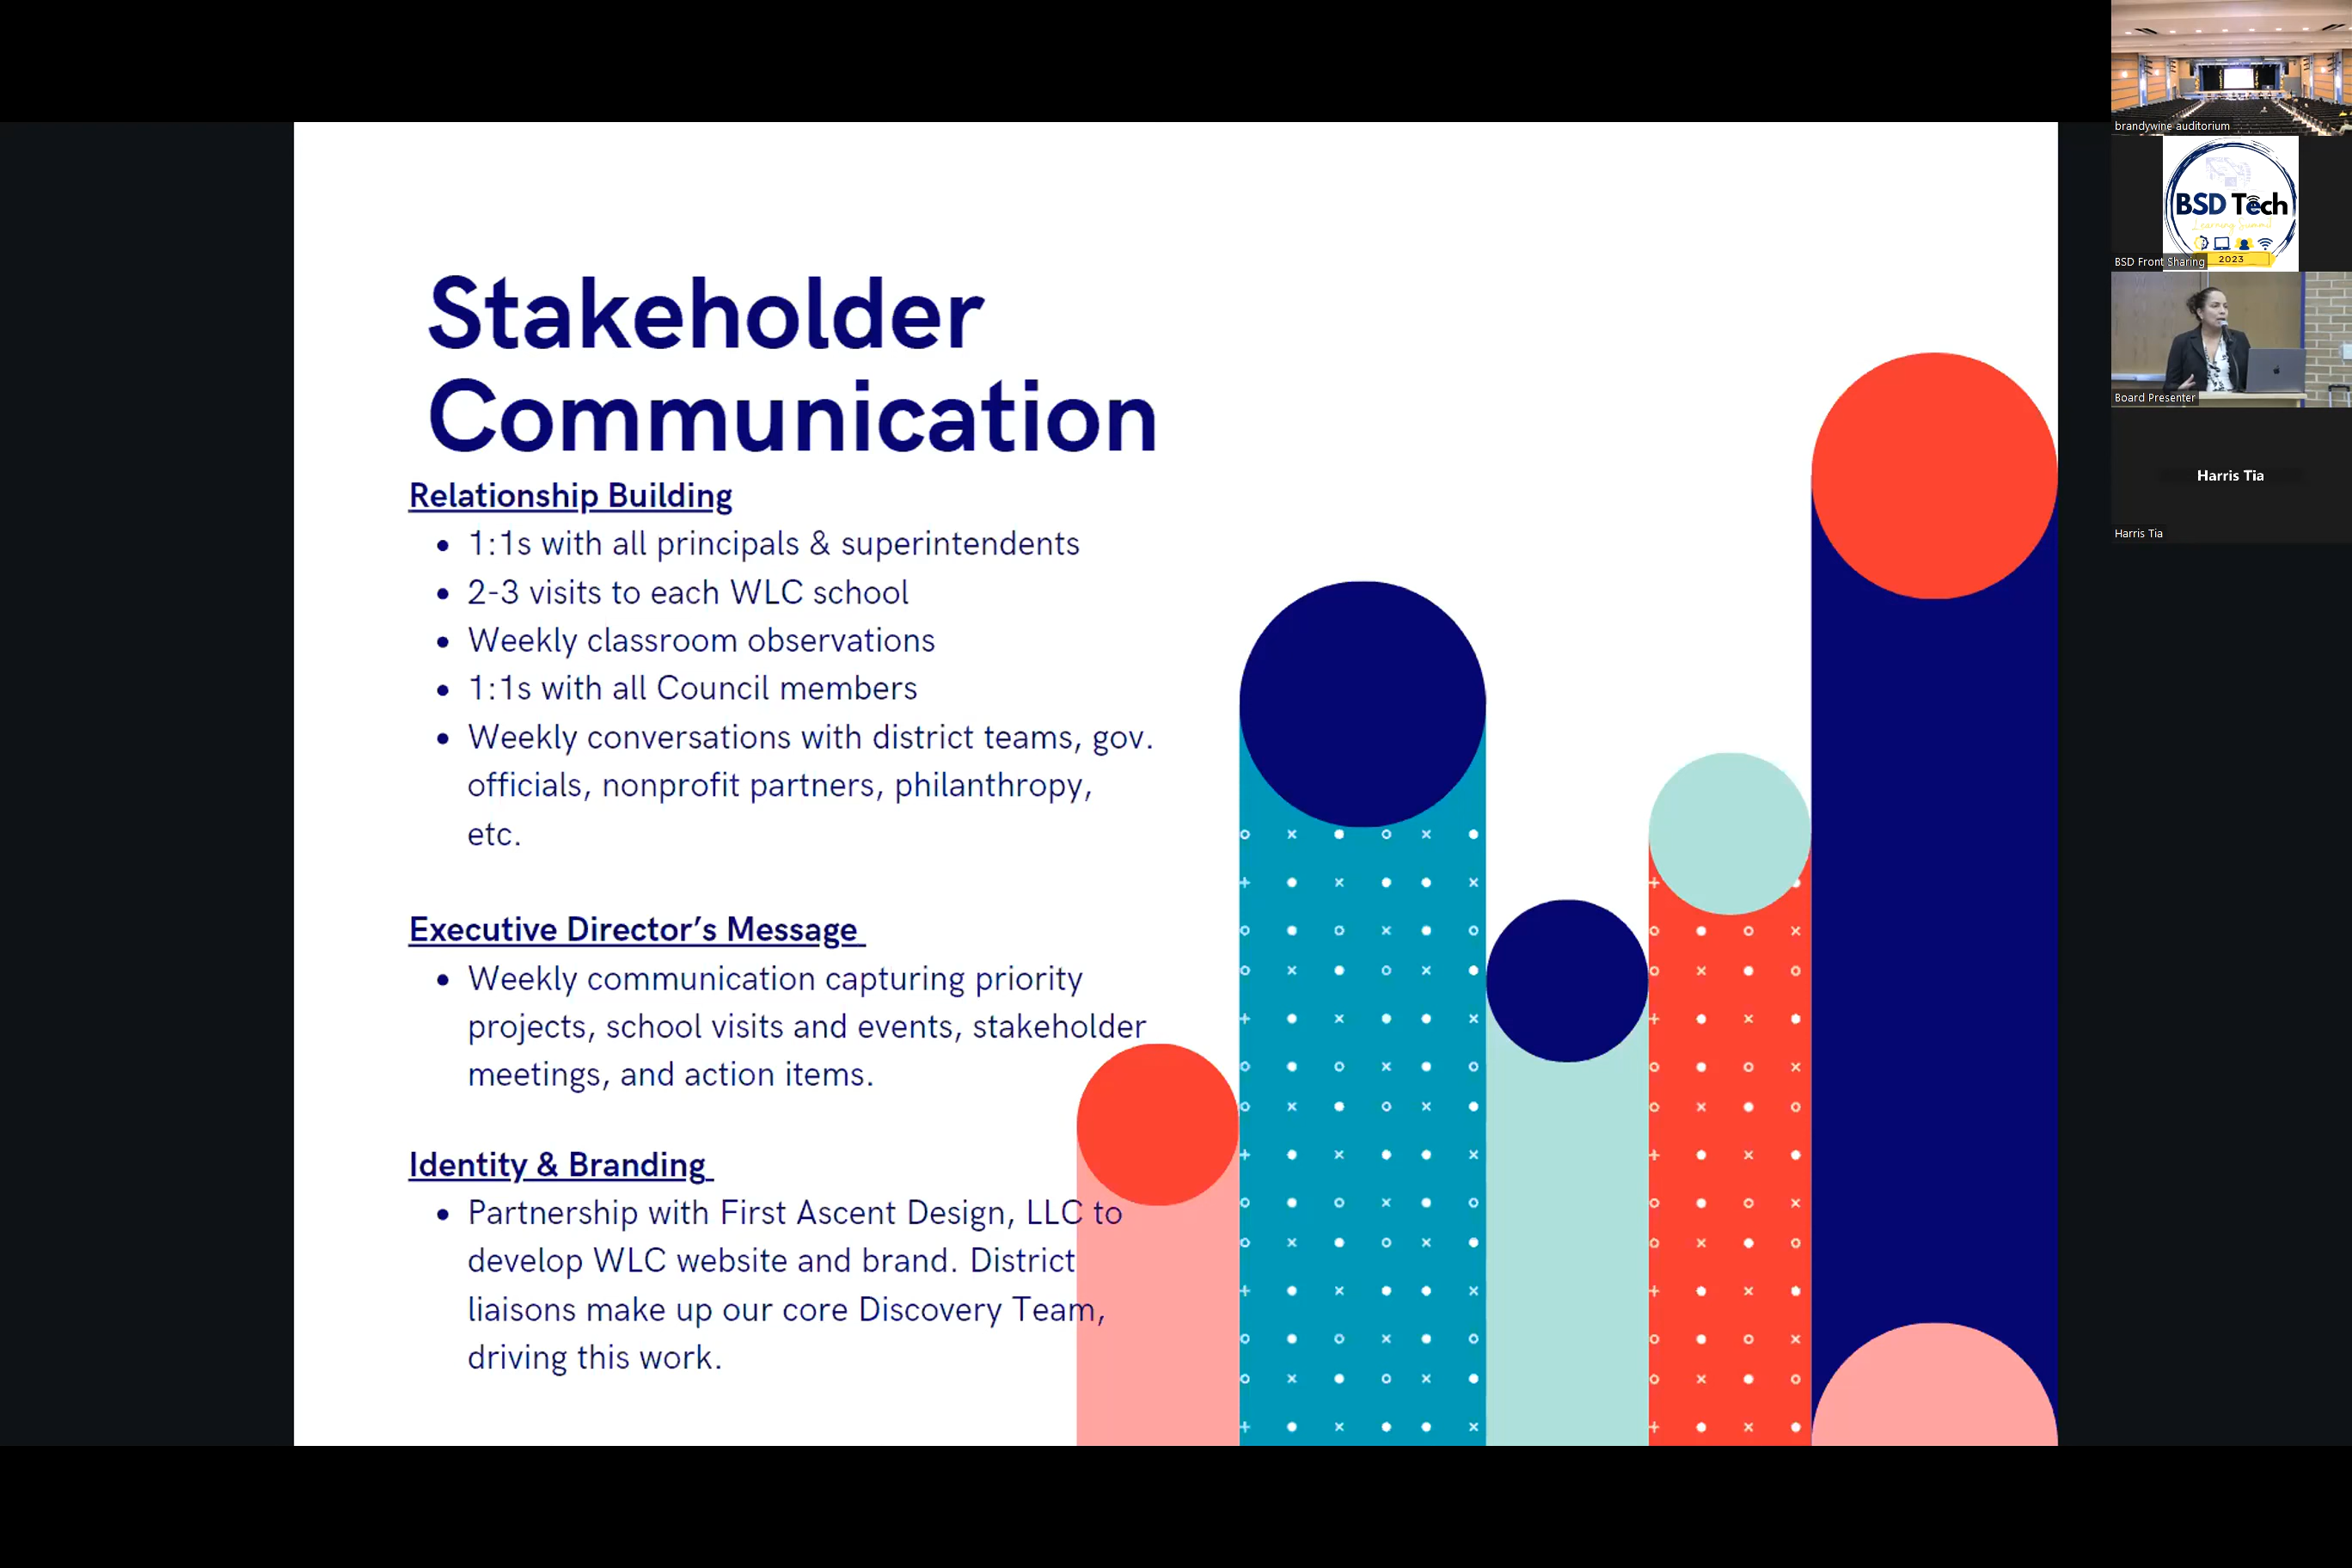 Stakeholder
Communication
Relationship Building
• 1:1s with all principals & superintendents
• 2-3 visits to each WLC school
• Weekly classroom observations
• 1:1s with all Council members
• Weekly conversations with district teams, gov.
officials, nonprofit partners, philanthropy,
etc.
Executive Director's Message
• Weekly communication capturing priority
projects, school visits and events, stakeholder
meetings, and action items.
Identity & Branding
• Partnership with First Ascent Design, LLC to
develop WLC website and brand. District
liaisons make up our core Discovery Team,
driving this work.
brandywine auditorium
BSD Tech
Learning Summit
2023
BSD Front Sharing
Board Presenter
Harris Tia
Harris Tia